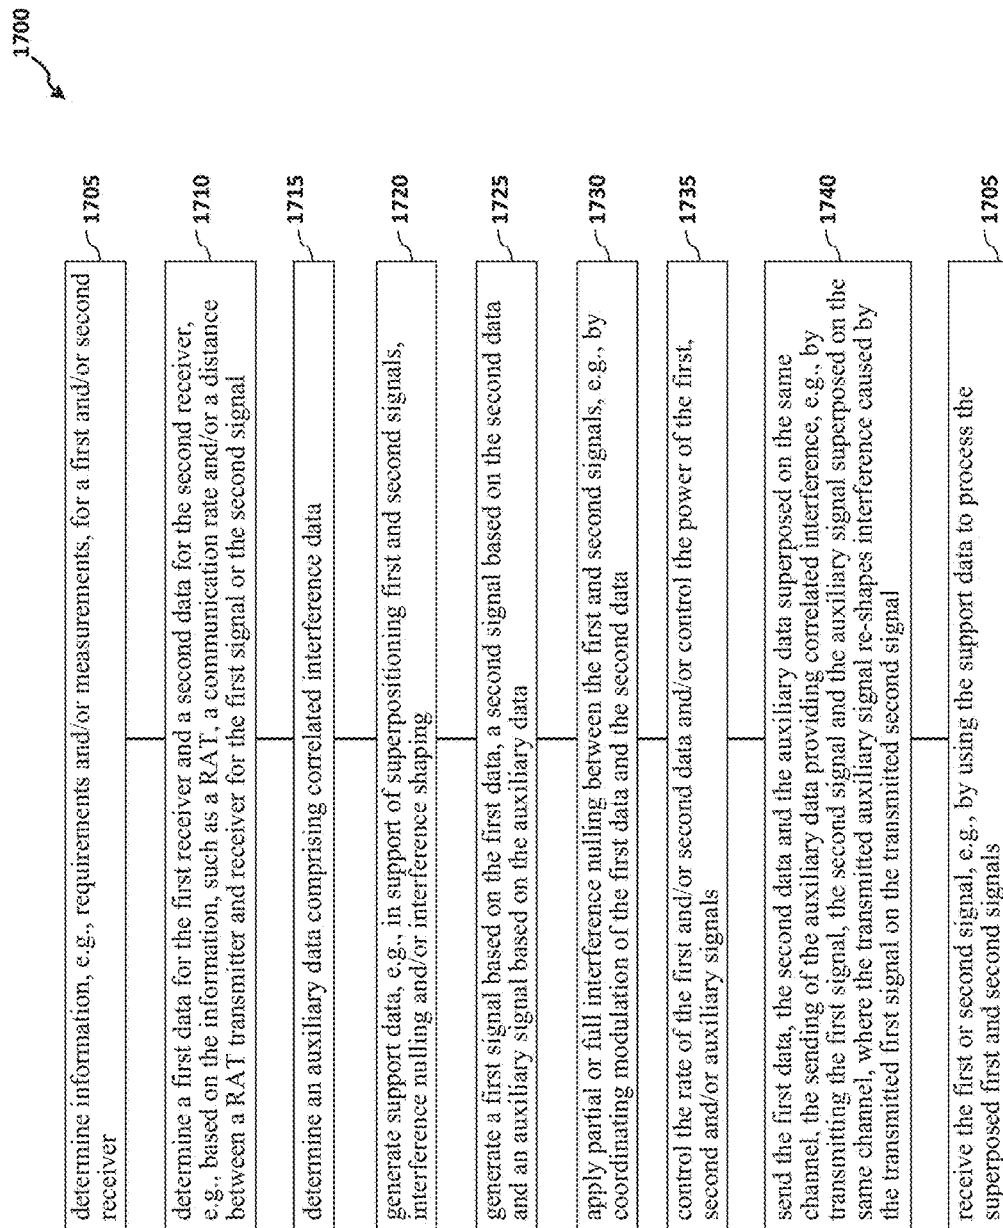 1700
determine information, e.g., requirements and/or measurements, for a first and/or second
receiver
1705
determine a first data for the first receiver and a second data for the second receiver,
e.g., based on the information, such as a RAT, a communication rate and/or a distance
between a RAT transmitter and receiver for the first signal or the second signal
1710
determine an auxiliary data comprising correlated interference data
1715
generate support data, e.g., in support of superpositioning first and second signals,
interference nulling and/or interference shaping
1720
generate a first signal based on the first data, a second signal based on the second data
and an auxiliary signal based on the auxiliary data
1725
apply partial or full interference nulling between the first and second signals, e.g., by
coordinating modulation of the first data and the second data
1730
control the rate of the first and/or second data and/or control the power of the first,
second and/or auxiliary signals
1735
send the first data, the second data and the auxiliary data superposed on the same
channel, the sending of the auxiliary data providing correlated interference, e.g., by
transmitting the first signal, the second signal and the auxiliary signal superposed on the
same channel, where the transmitted auxiliary signal re-shapes interference caused by
the transmitted first signal on the transmitted second signal
1740
receive the first or second signal, e.g., by using the support data to process the
superposed first and second signals
1705